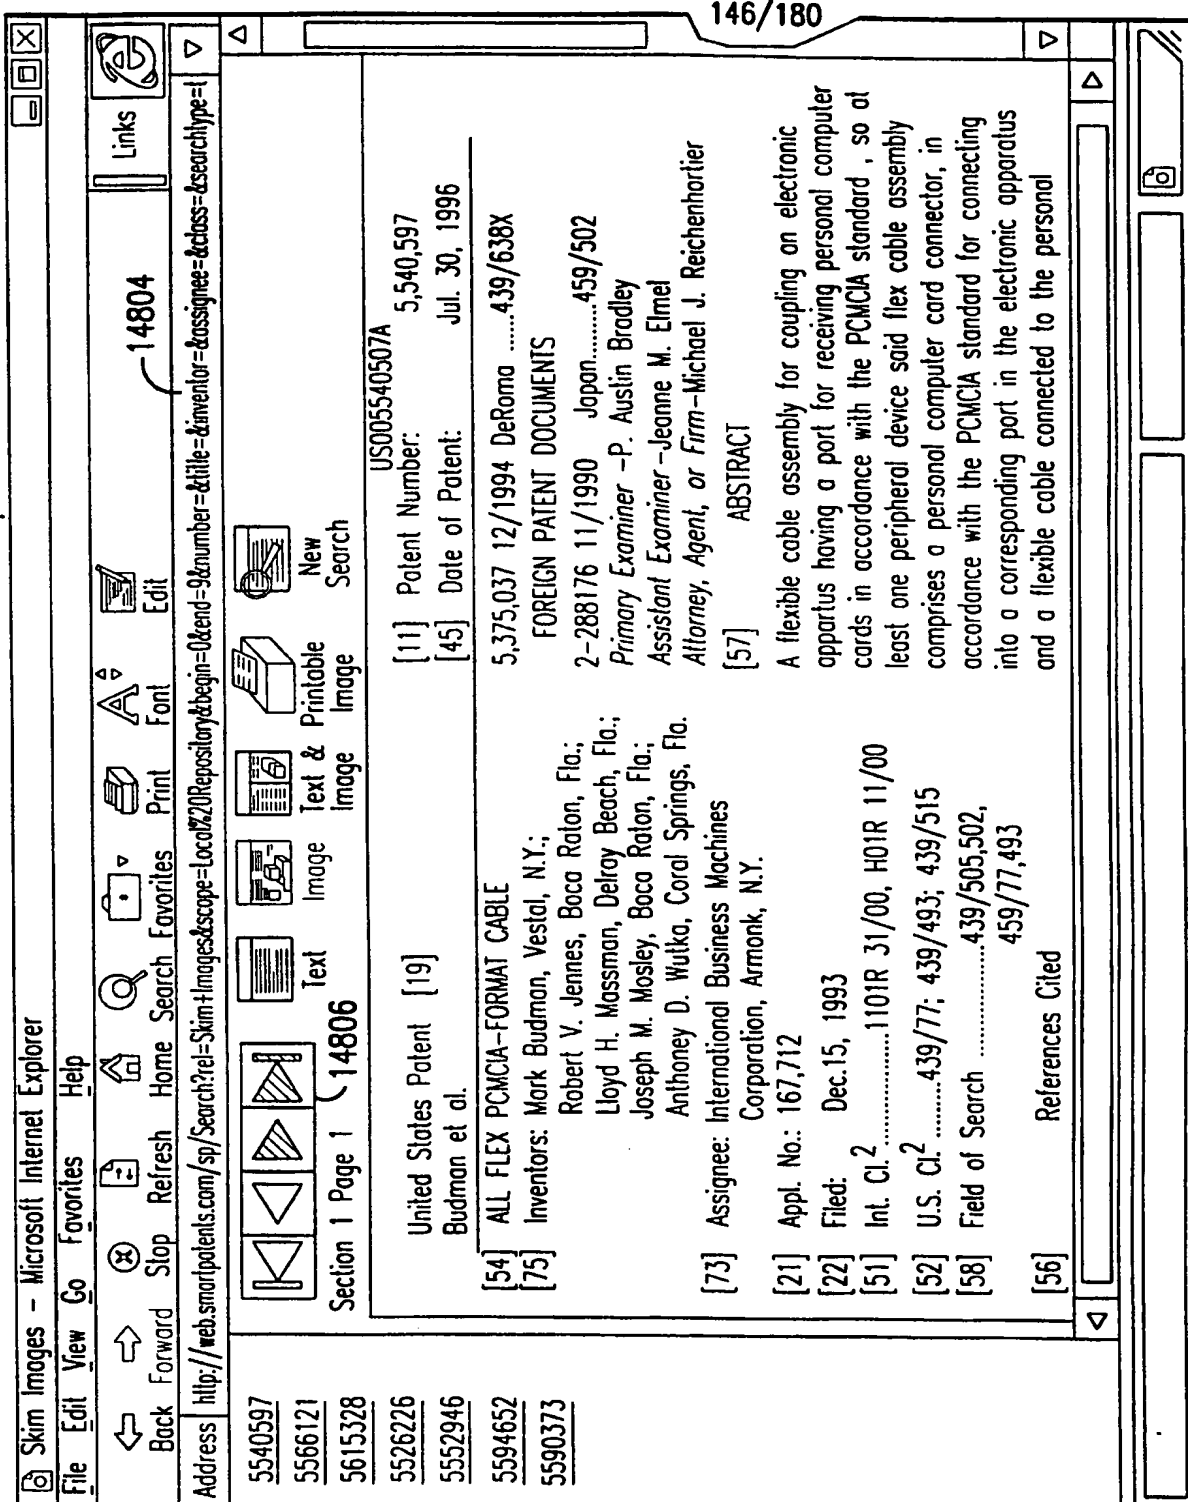 146/180
Skim Images - Microsoft Internet Explorer
File Edit View Go Favorites Help
Back Forward Stop Refresh Home Search Favorites Print Font Edit
Links
Address http://web.smartpatents.com/sp/Search?rel=Skim+Images&scope=Local%20Repository&begin=0&end=9&number=&title=&inventor=&assignee=&class=&searchtype=t
14804
5540597
5566121
5615328
5526226
5552946
5594652
5590373
Section 1 Page 1
14806
Text
Image
Text & Image
Printable Image
New Search
US005540507A
United States Patent [19]
Budman et al.
[11] Patent Number: 5,540,597
[45] Date of Patent: Jul. 30, 1996
[54] ALL FLEX PCMCIA-FORMAT CABLE
[75] Inventors: Mark Budman, Vestal, N.Y.;
Robert V. Jennes, Boca Raton, Fla.;
Lloyd H. Massman, Delray Beach, Fla.;
Joseph M. Mosley, Boca Raton, Fla.;
Anthoney D. Wutka, Coral Springs, Fla.
[73] Assignee: International Business Machines
Corporation, Armonk, N.Y.
[21] Appl. No.: 167,712
[22] Filed: Dec.15, 1993
[51] Int. Cl.2 ..................1101R 31/00, H01R 11/00
[52] U.S. Cl.2 .........439/77; 439/493; 439/515
[58] Field of Search ..............439/505,502,
459/77,493
[56] References Cited
5,375,037 12/1994 DeRoma ......439/638X
FOREIGN PATENT DOCUMENTS
2-288176 11/1990 Japan.........459/502
Primary Examiner -P. Austin Bradley
Assistant Examiner-Jeanne M. Elmel
Attorney, Agent, or Firm-Michael J. Reichenhortier
[57] ABSTRACT
A flexible cable assembly for coupling an electronic
appartus having a port for receiving personal computer
cards in accordance with the PCMCIA standard , so at
least one peripheral device said flex cable assembly
comprises a personal computer card connector, in
accordance with the PCMCIA standard for connecting
into a corresponding port in the electronic apparatus
and a flexible cable connected to the personal